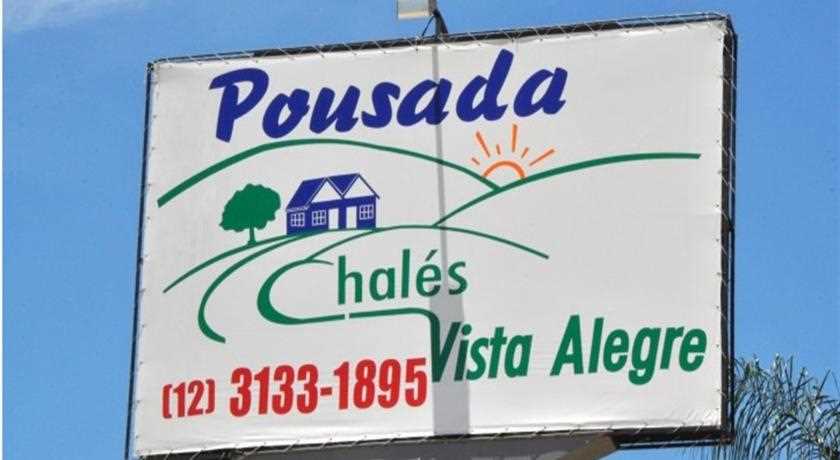 Pousada
Chalés
Vista Alegre
(12) 3133-1895